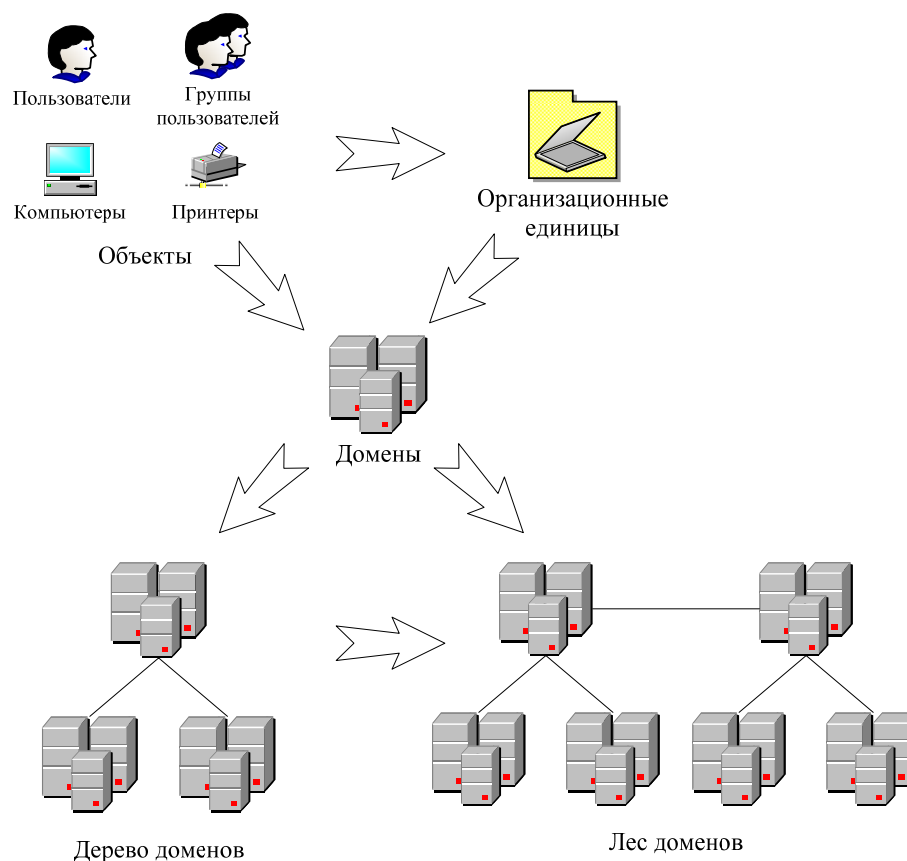 Пользователи
Группы
пользователей
Компьютеры
Принтеры
Объекты
Организационные
единицы
Домены
Дерево доменов
Лес доменов